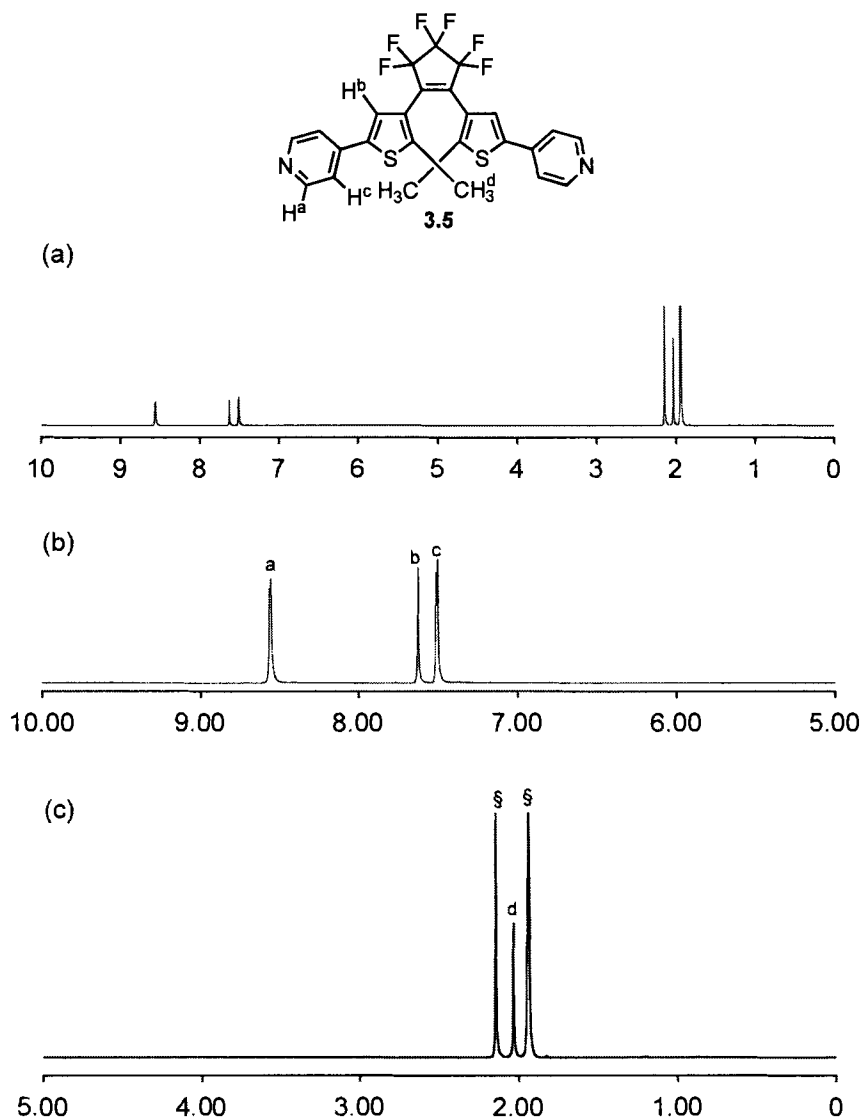 F F F F
F F
H^b
S S
N N
H^c H₃C CH₃^d
H^a
3.5
(a)
10 9 8 7 6 5 4 3 2 1 0
(b)
a b c
10.00 9.00 8.00 7.00 6.00 5.00
(c)
§ §
d
5.00 4.00 3.00 2.00 1.00 0